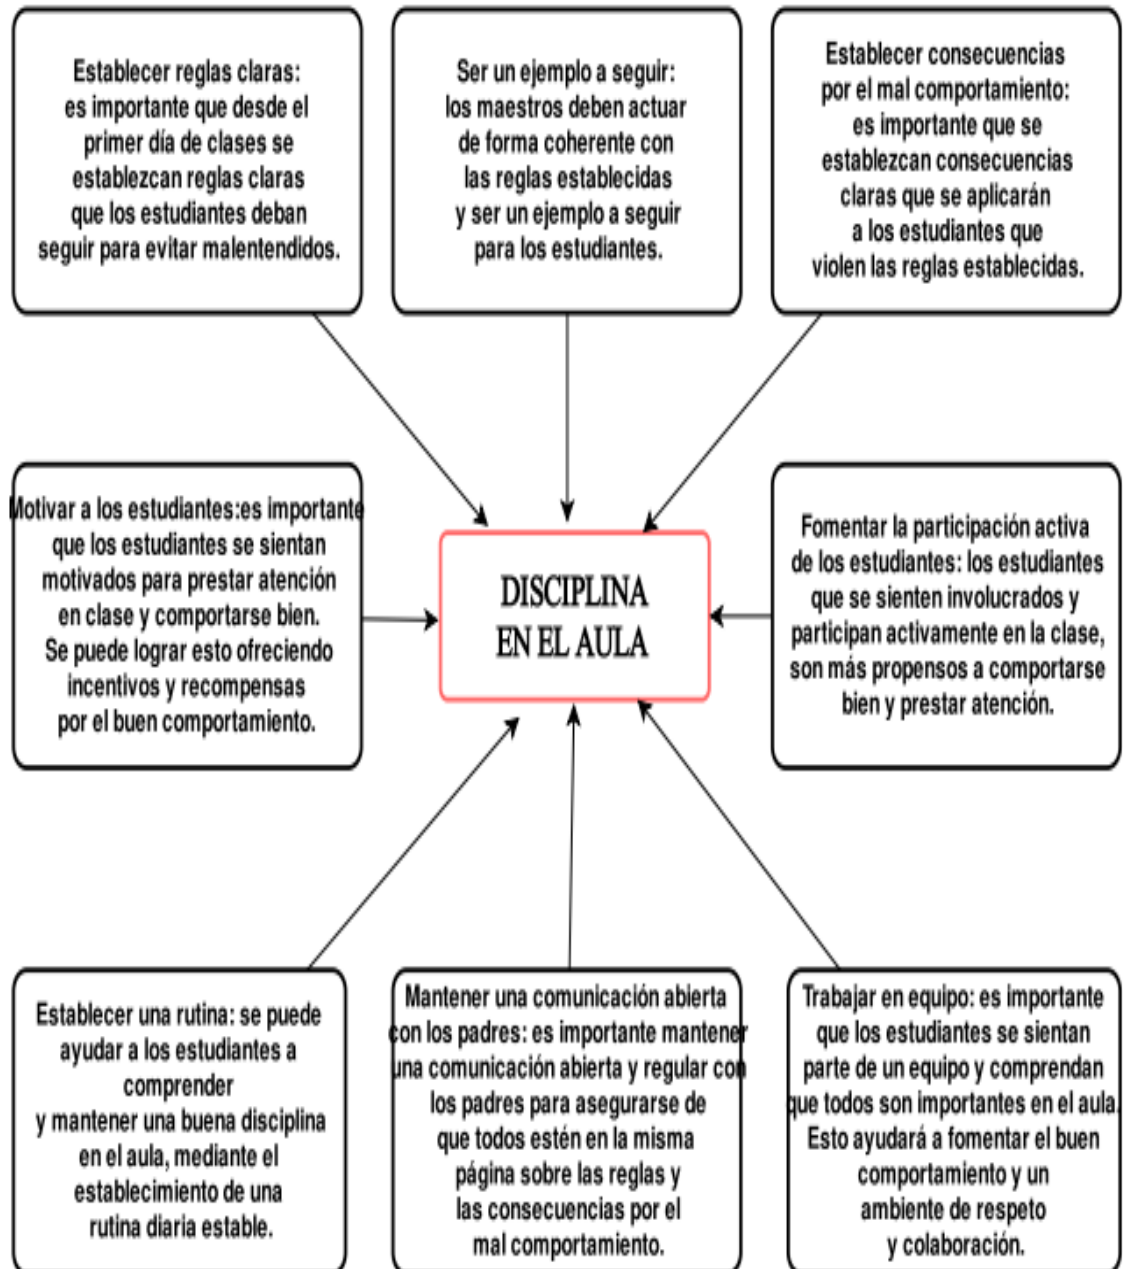 Establecer reglas claras:
es importante que desde el
primer día de clases se
establezcan reglas claras
que los estudiantes deban
seguir para evitar malentendidos.
Ser un ejemplo a seguir:
los maestros deben actuar
de forma coherente con
las reglas establecidas
y ser un ejemplo a seguir
para los estudiantes.
Establecer consecuencias
por el mal comportamiento:
es importante que se
establezcan consecuencias
claras que se aplicarán
a los estudiantes que
violen las reglas establecidas.
Motivar a los estudiantes:es importante
que los estudiantes se sientan
motivados para prestar atención
en clase y comportarse bien.
Se puede lograr esto ofreciendo
incentivos y recompensas
por el buen comportamiento.
DISCIPLINA
EN EL AULA
Fomentar la participación activa
de los estudiantes: los estudiantes
que se sienten involucrados y
participan activamente en la clase,
son más propensos a comportarse
bien y prestar atención.
Establecer una rutina: se puede
ayudar a los estudiantes a
comprender
y mantener una buena disciplina
en el aula, mediante el
establecimiento de una
rutina diaria estable.
Mantener una comunicación abierta
con los padres: es importante mantener
una comunicación abierta y regular con
los padres para asegurarse de
que todos estén en la misma
página sobre las reglas y
las consecuencias por el
mal comportamiento.
Trabajar en equipo: es importante
que los estudiantes se sientan
parte de un equipo y comprendan
que todos son importantes en el aula.
Esto ayudará a fomentar el buen
comportamiento y un
ambiente de respeto
y colaboración.